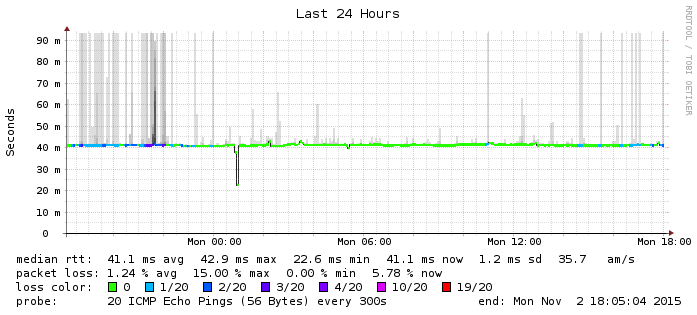 Last 24 Hours
RRDTOOL / TOBI OETIKER
Seconds
90 m
80 m
70 m
60 m
50 m
40 m
30 m
20 m
10 m
0
Mon 00:00 Mon 06:00 Mon 12:00 Mon 18:00
median rtt: 41.1 ms avg 42.9 ms max 22.6 ms min 41.1 ms now 1.2 ms sd 35.7 am/s
packet loss: 1.24 % avg 15.00 % max 0.00 % min 5.78 % now
loss color: 0 1/20 2/20 3/20 4/20 10/20 19/20
probe: 20 ICMP Echo Pings (56 Bytes) every 300s end: Mon Nov 2 18:05:04 2015